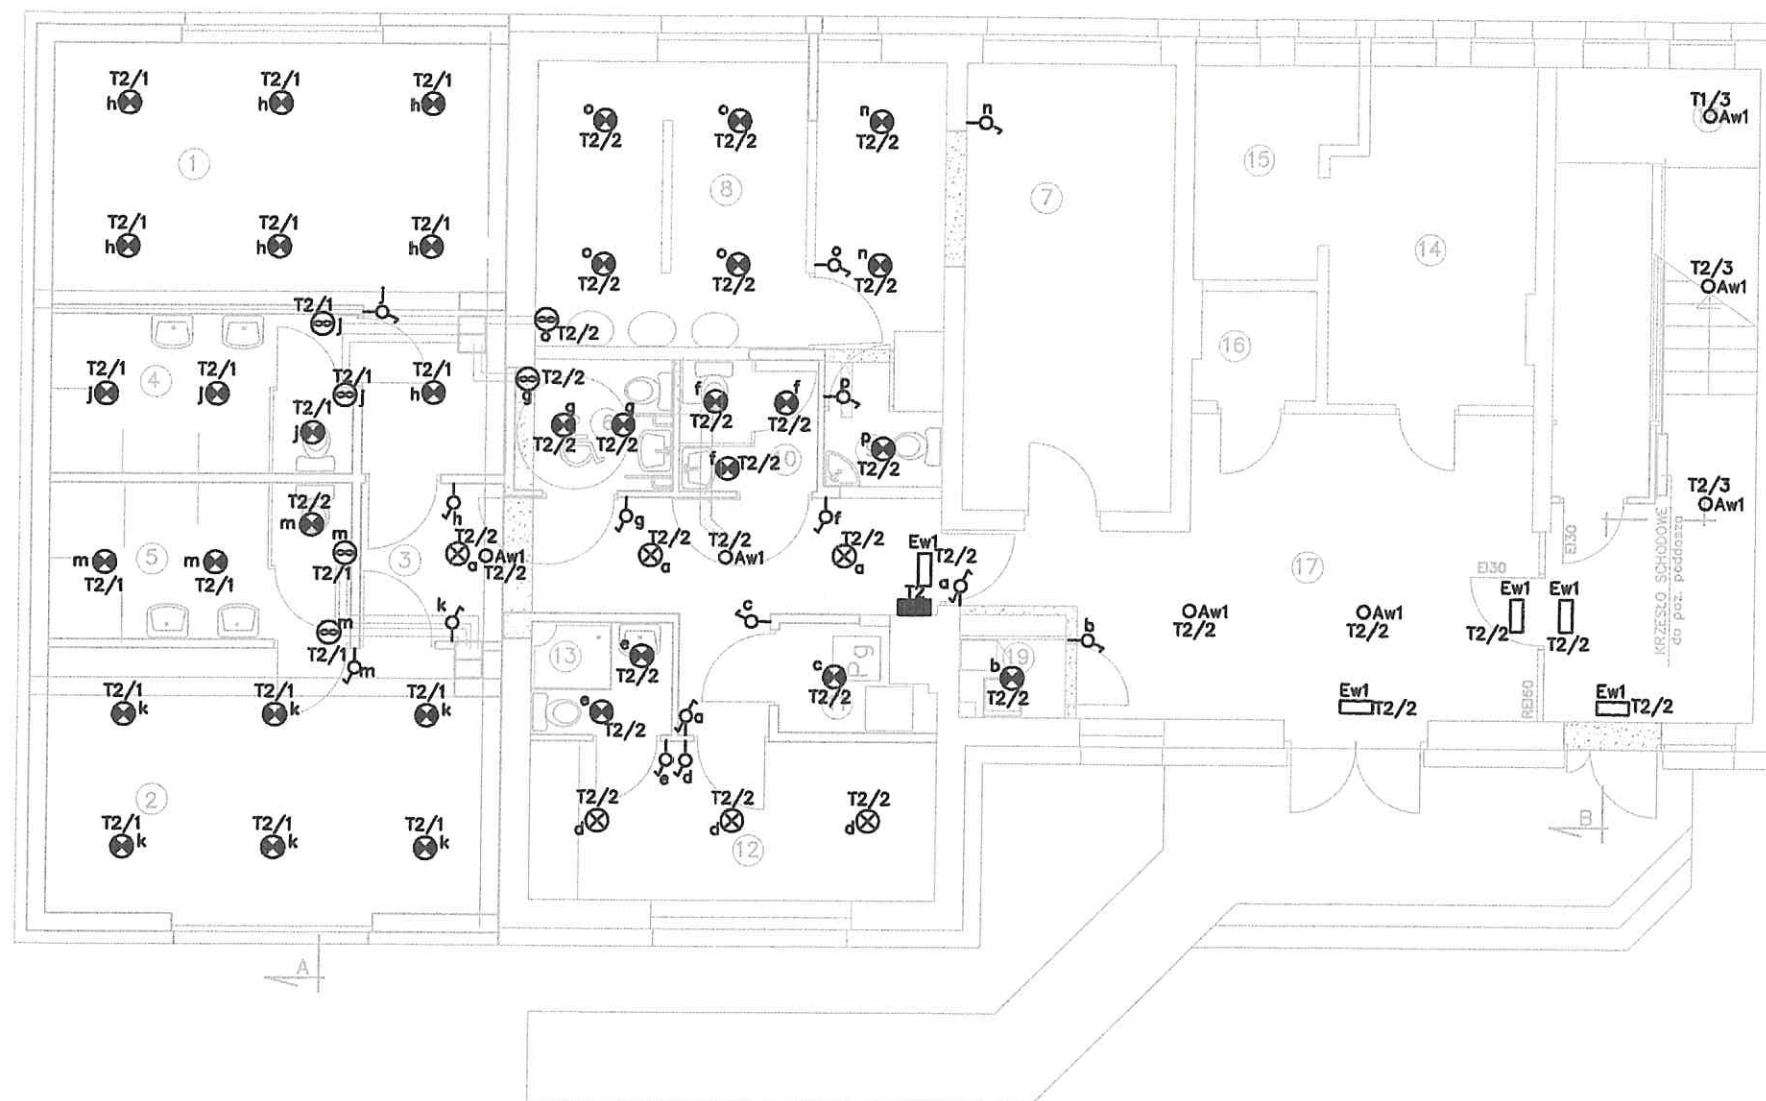 T2/1 T2/1 T2/1
h h h
1
T2/1 T2/1 T2/1
h h h
o o n n
T2/2 T2/2 T2/2
8
7
15
14
T1/3
Aw1
o o o n
T2/2 T2/2 T2/2
T2/3
Aw1
16
T2/1 j j
T2/2
o
T2/1 T2/1 T2/1
4
j j j h
T2/1
j
T2/2
g
g g
T2/2 T2/2
f f
T2/2 T2/2
f T2/2
10
p
p
T2/2
T2/2
m
m
5
m m
T2/1 T2/1 T2/1
3
h
T2/2
a
Aw1
T2/2
g
T2/2
a
T2/2
Aw1
f
T2/2
a
Ew1
T2/2
T2
a
17
T2/3
Aw1
EI30
EI30
KRZESŁO SCHODOWE
do poz. poddasza
Ew1 Ew1
T2/2 T2/2
Aw1 Aw1
T2/2 T2/2
k
m
T2/1
m
13
e
T2/2
e
T2/2
c
c
T2/2
Pg
b
19
b
T2/2
REI60
Ew1
T2/2
Ew1
T2/2
T2/1 T2/1 T2/1
k k k
a
e d
2
T2/1 T2/1 T2/1
k k k
T2/2 T2/2 T2/2
d d d
12
B
A